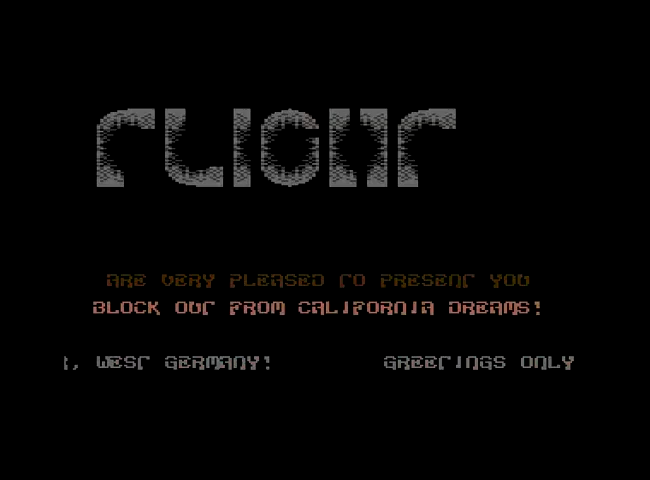 FLIGHT
ARE VERY PLEASED TO PRESENT YOU
BLOCK OUT FROM CALIFORNIA DREAMS!
, WEST GERMANY! GREETINGS ONLY